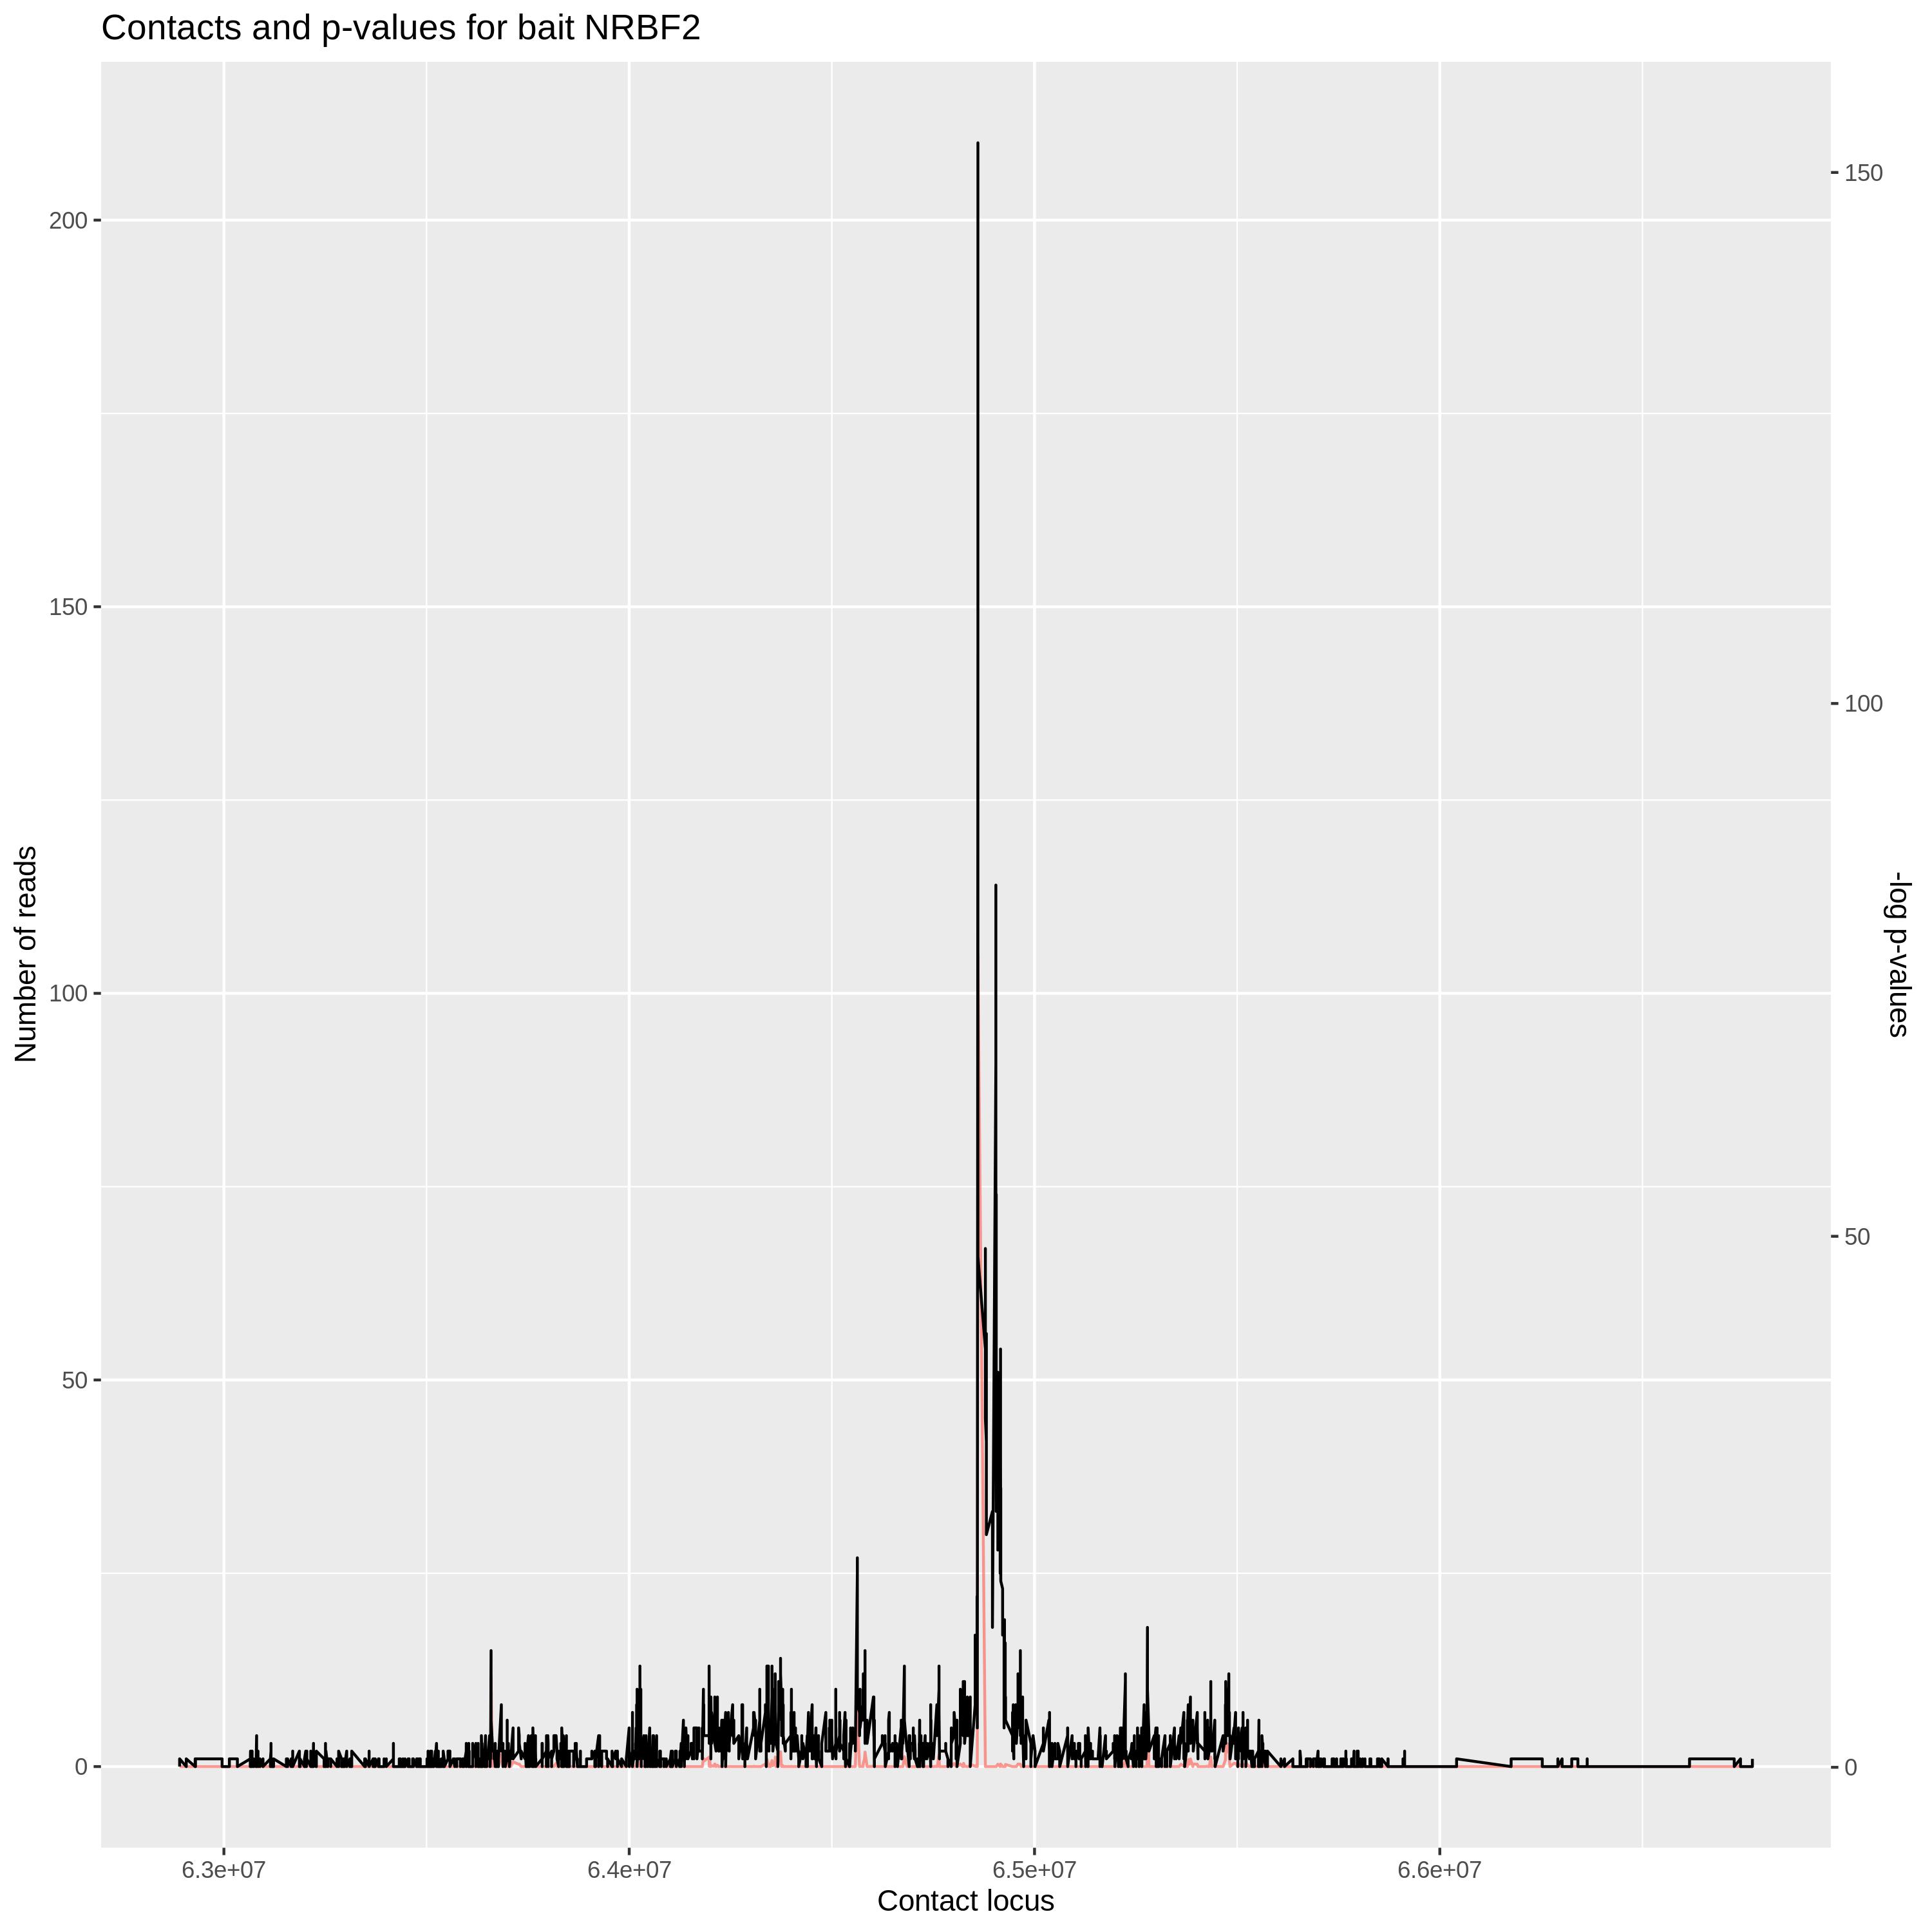 Contacts and p-values for bait NRBF2
200
150
100
50
0
150
100
50
0
Number of reads
-log p-values
6.3e+07
6.4e+07
6.5e+07
6.6e+07
Contact locus